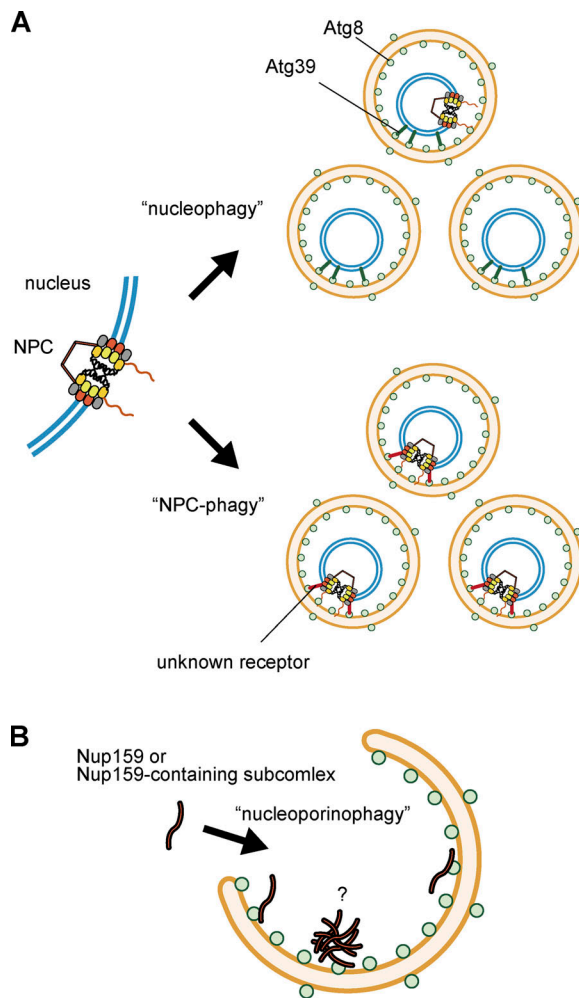 A
Atg8
Atg39
“nucleophagy”
nucleus
NPC
“NPC-phagy”
unknown receptor
B
Nup159 or
Nup159-containing subcomlex
“nucleoporinophagy”
?